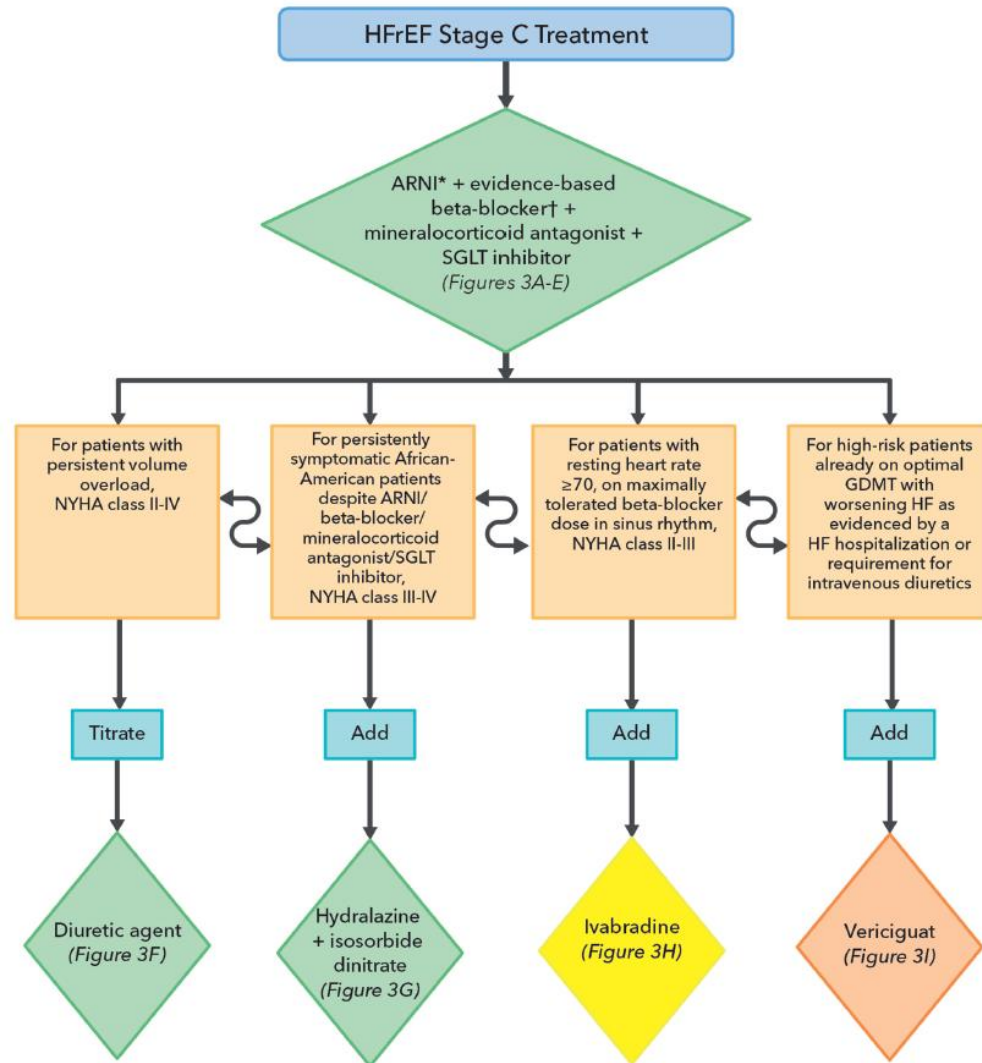 HFrEF Stage C Treatment
ARNI* + evidence-based
beta-blocker† +
mineralocorticoid antagonist +
SGLT inhibitor
(Figures 3A-E)
For patients with
persistent volume
overload,
NYHA class II-IV
For persistently
symptomatic African-
American patients
despite ARNI/
beta-blocker/
mineralocorticoid
antagonist/SGLT
inhibitor,
NYHA class III-IV
For patients with
resting heart rate
≥70, on maximally
tolerated beta-blocker
dose in sinus rhythm,
NYHA class II-III
For high-risk patients
already on optimal
GDMT with
worsening HF as
evidenced by a
HF hospitalization or
requirement for
intravenous diuretics
Titrate
Add
Add
Add
Diuretic agent
(Figure 3F)
Hydralazine
+ isosorbide
dinitrate
(Figure 3G)
Ivabradine
(Figure 3H)
Vericiguat
(Figure 3I)